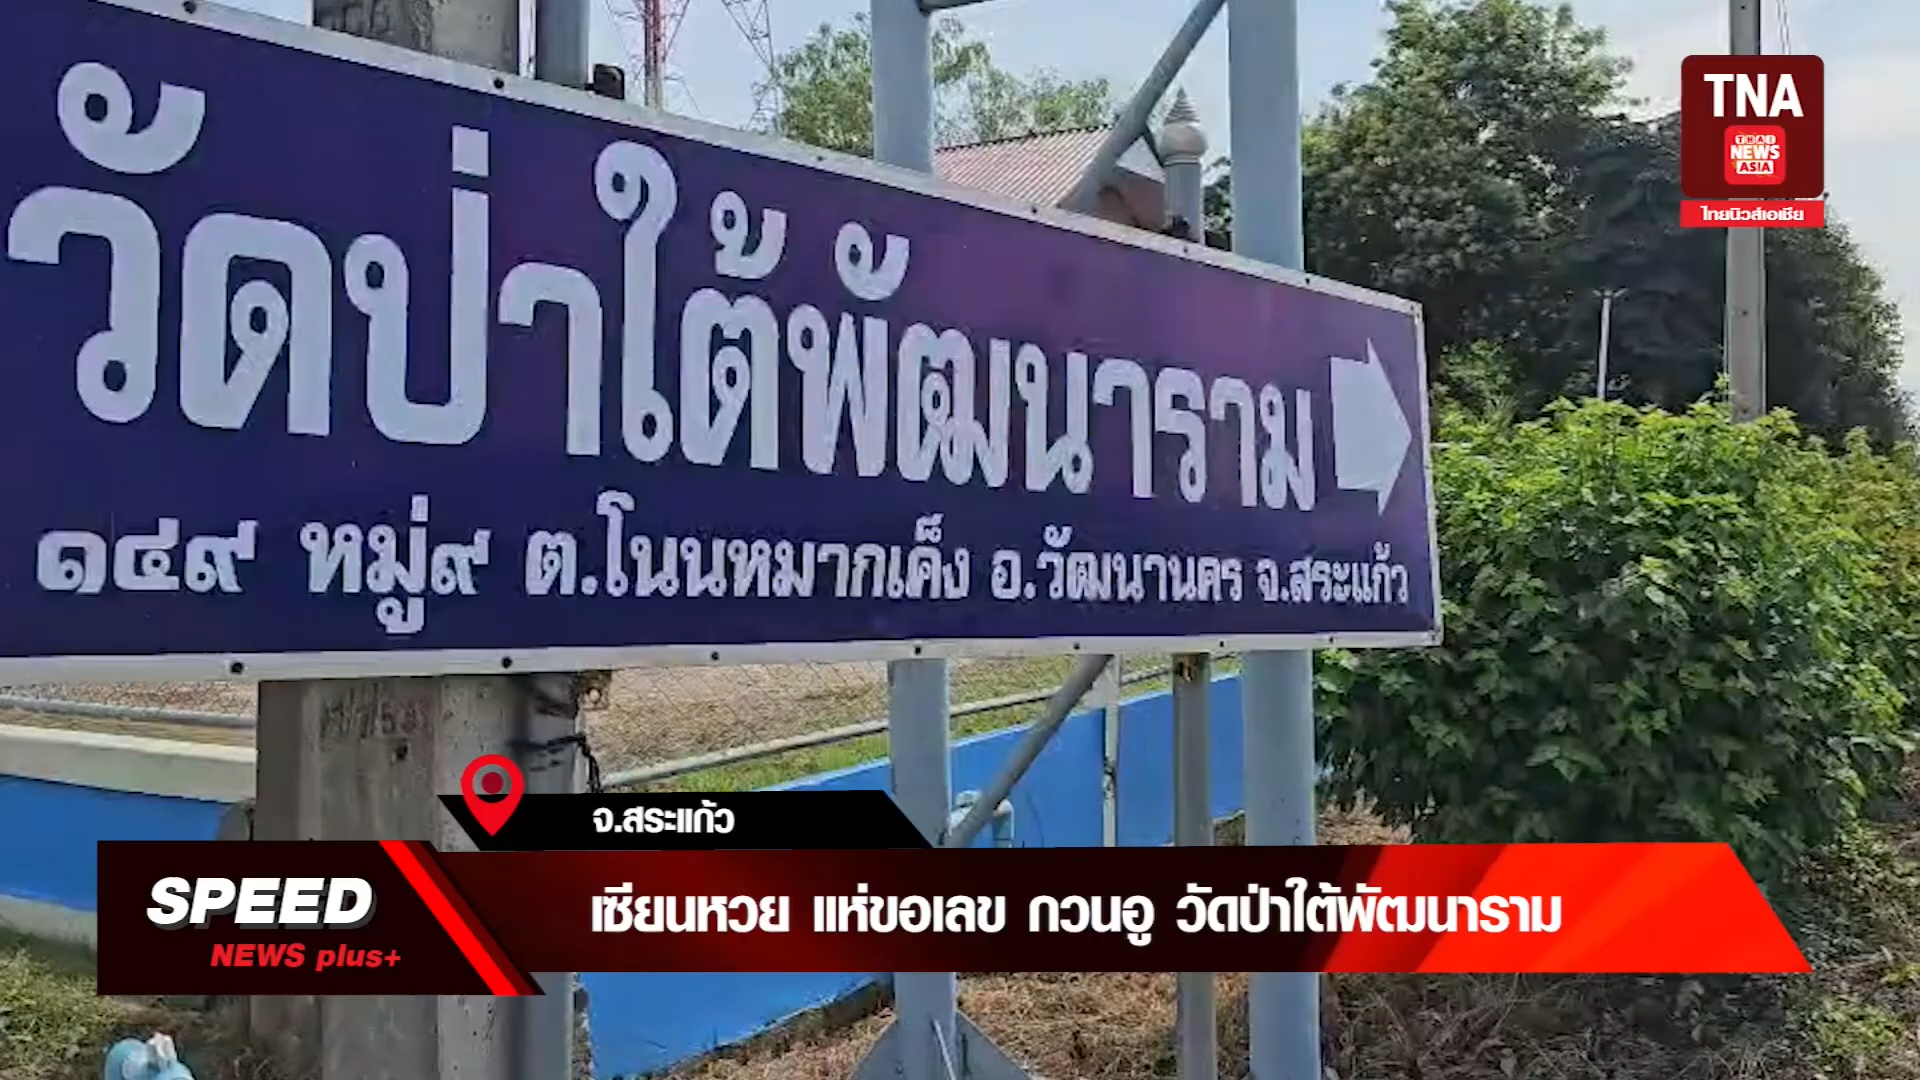 TNA
THAI
NEWS
ASIA
ไทยนิวส์เอเชีย
วัดป่าใต้พัฒนาราม
๑๔๙ หมู่๙ ต.โนนหมากเค็ง อ.วัฒนานคร จ.สระแก้ว
จ.สระแก้ว
SPEED
NEWS plus+
เซียนหวย แห่ขอเลข กวนอู วัดป่าใต้พัฒนาราม